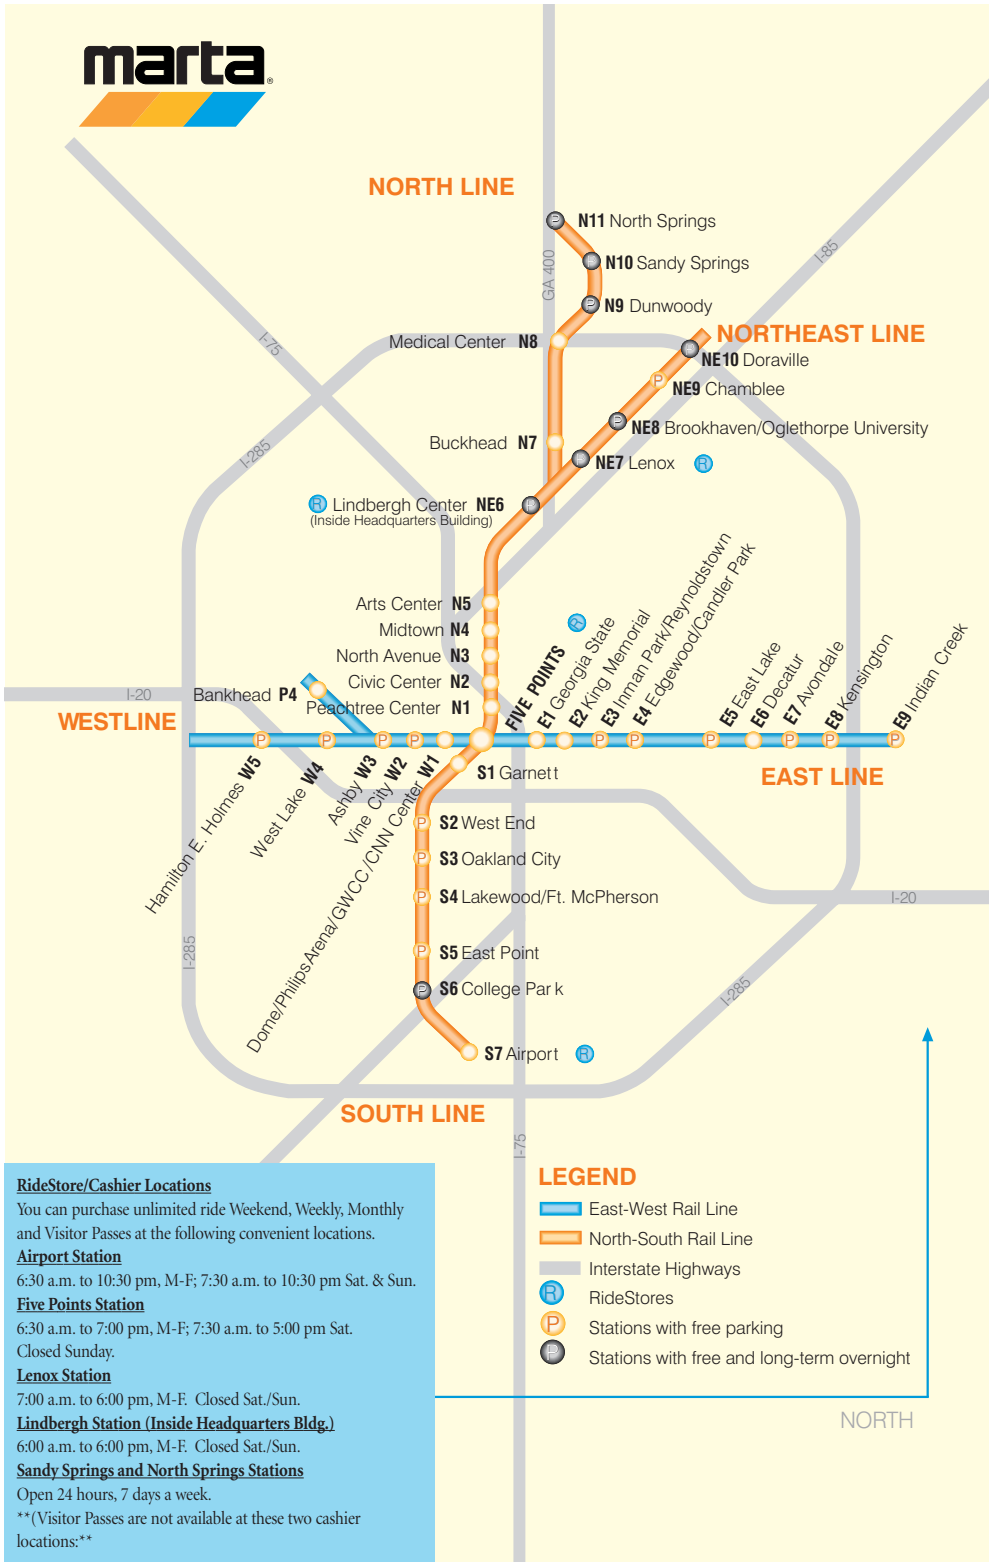 marta®
NORTH LINE
N11 North Springs
N10 Sandy Springs
GA 400
I-85
N9 Dunwoody
NORTHEAST LINE
I-75
Medical Center N8
NE10 Doraville
NE9 Chamblee
NE8 Brookhaven/Oglethorpe University
Buckhead N7
I-285
NE7 Lenox R
R Lindbergh Center NE6
(Inside Headquarters Building)
Arts Center N5
Midtown N4
North Avenue N3
Civic Center N2
Peachtree Center N1
I-20
Bankhead P4
WESTLINE
R
FIVE POINTS
E1 Georgia State
E2 King Memorial
E3 Inman Park/Reynoldstown
E4 Edgewood/Candler Park
E5 East Lake
E6 Decatur
E7 Avondale
E8 Kensington
E9 Indian Creek
EAST LINE
Hamilton E. Holmes W5
West Lake W4
Ashby W3
Vine City W2
Dome/Philips Arena/GWCC/CNN Center W1
S1 Garnett
S2 West End
S3 Oakland City
S4 Lakewood/Ft. McPherson
I-20
S5 East Point
I-285
S6 College Park
I-285
S7 Airport R
SOUTH LINE
I-75
RideStore/Cashier Locations
You can purchase unlimited ride Weekend, Weekly, Monthly
and Visitor Passes at the following convenient locations.
Airport Station
6:30 a.m. to 10:30 pm, M-F; 7:30 a.m. to 10:30 pm Sat. & Sun.
Five Points Station
6:30 a.m. to 7:00 pm, M-F; 7:30 a.m. to 5:00 pm Sat.
Closed Sunday.
Lenox Station
7:00 a.m. to 6:00 pm, M-F. Closed Sat./Sun.
Lindbergh Station (Inside Headquarters Bldg.)
6:00 a.m. to 6:00 pm, M-F. Closed Sat./Sun.
Sandy Springs and North Springs Stations
Open 24 hours, 7 days a week.
**(Visitor Passes are not available at these two cashier
locations:**
LEGEND
East-West Rail Line
North-South Rail Line
Interstate Highways
R RideStores
P Stations with free parking
P Stations with free and long-term overnight
NORTH